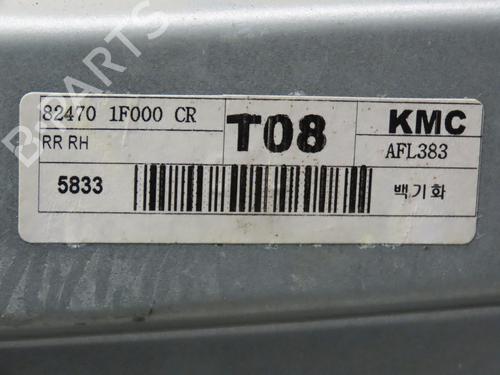 B-PARTS
82470 1F000 CR
T08
KMC
RR RH
AFL383
5833
백기화